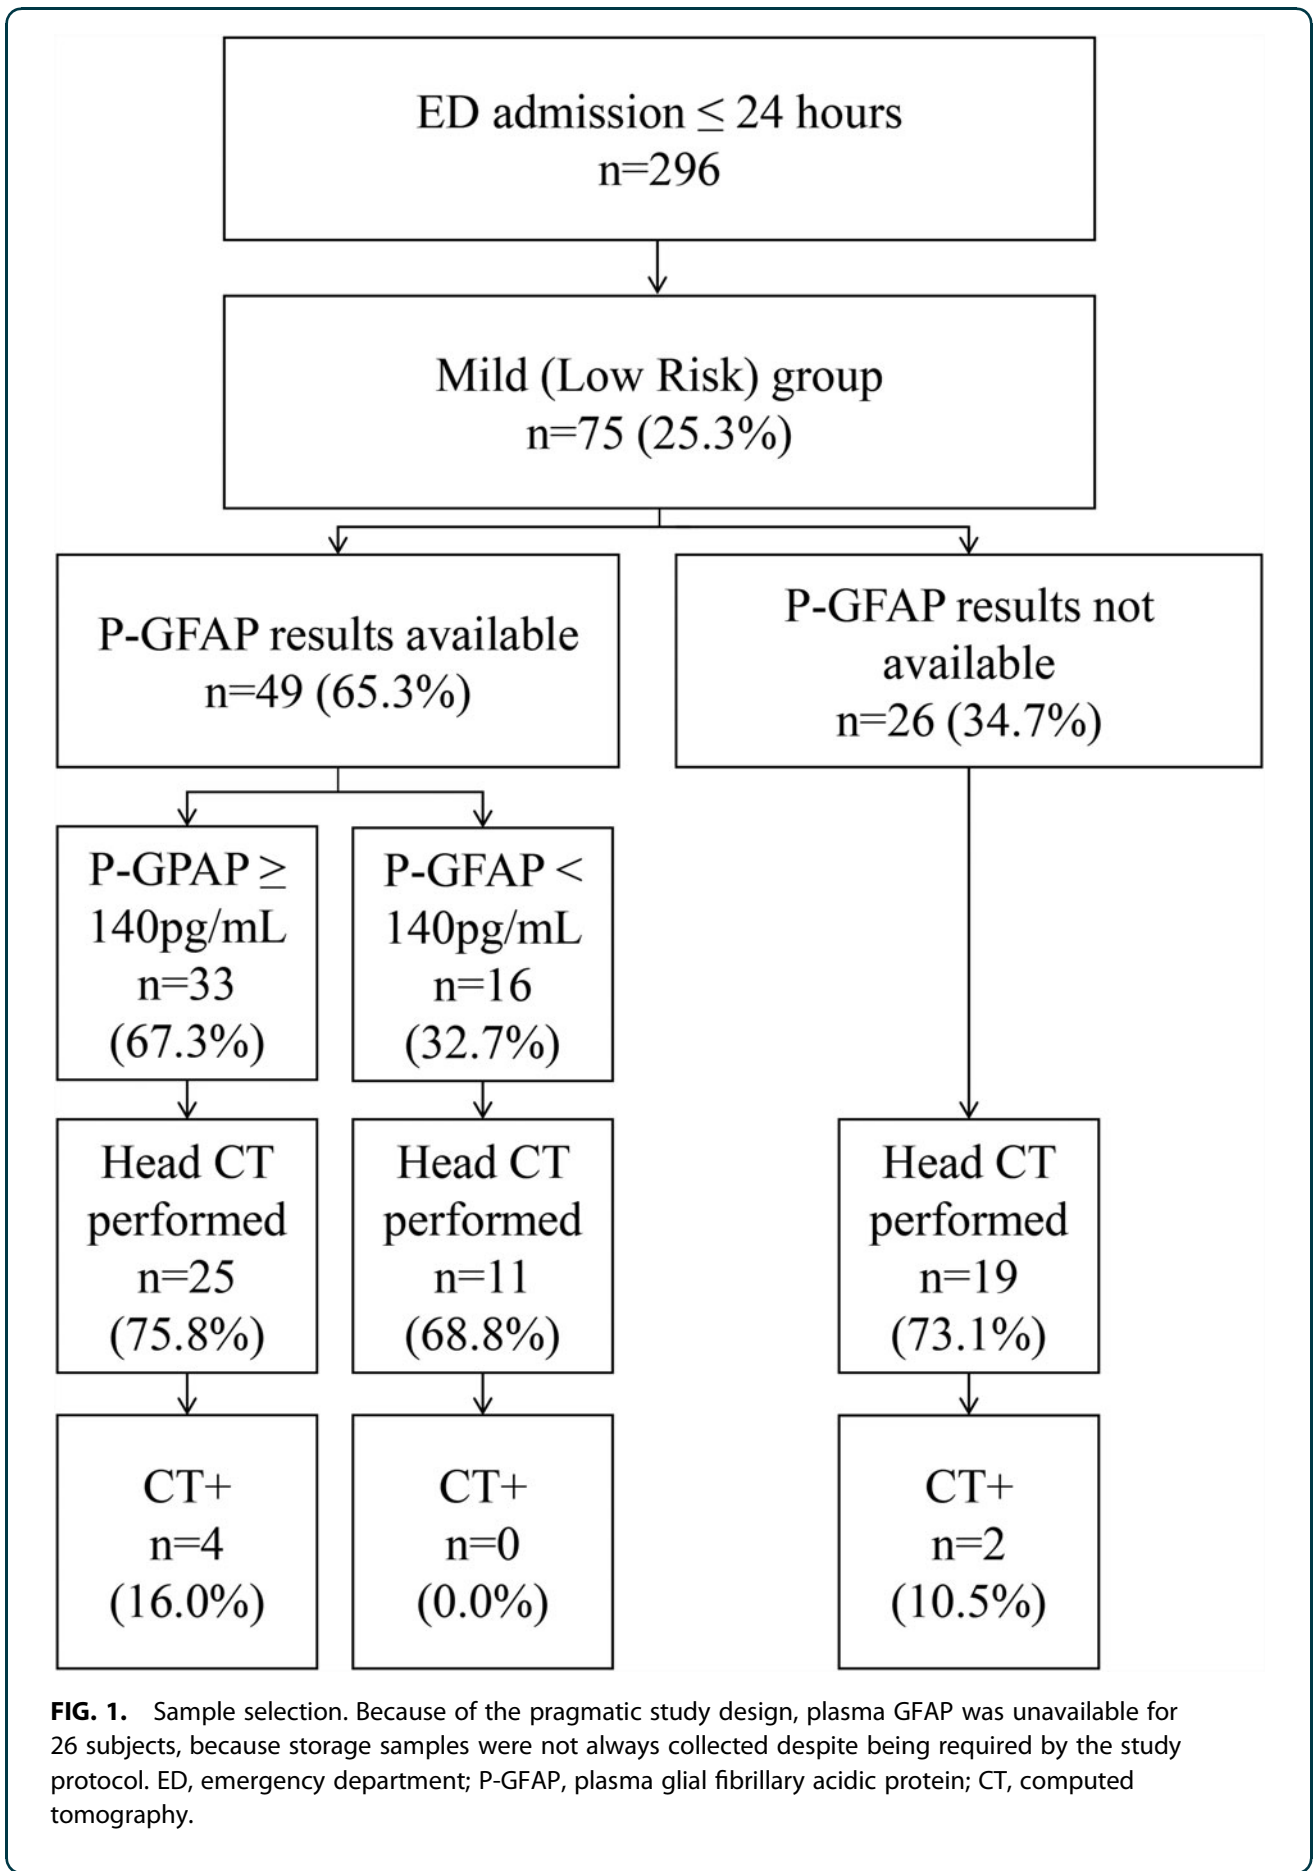 ED admission ≤ 24 hours
n=296
Mild (Low Risk) group
n=75 (25.3%)
P-GFAP results available
n=49 (65.3%)
P-GFAP results not
available
n=26 (34.7%)
P-GPAP ≥
140pg/mL
n=33
(67.3%)
P-GFAP <
140pg/mL
n=16
(32.7%)
Head CT
performed
n=25
(75.8%)
Head CT
performed
n=11
(68.8%)
Head CT
performed
n=19
(73.1%)
CT+
n=4
(16.0%)
CT+
n=0
(0.0%)
CT+
n=2
(10.5%)
FIG. 1. Sample selection. Because of the pragmatic study design, plasma GFAP was unavailable for
26 subjects, because storage samples were not always collected despite being required by the study
protocol. ED, emergency department; P-GFAP, plasma glial fibrillary acidic protein; CT, computed
tomography.